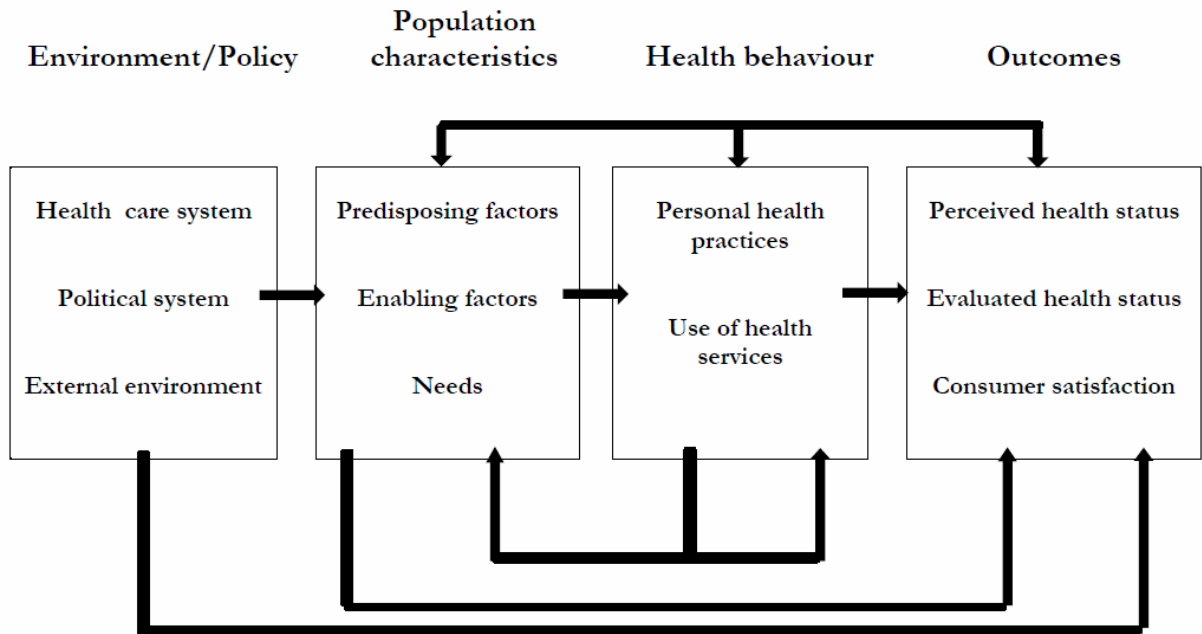 Environment/Policy
Population
characteristics
Health behaviour
Outcomes
Health care system
Political system
External environment
Predisposing factors
Enabling factors
Needs
Personal health
practices
Use of health
services
Perceived health status
Evaluated health status
Consumer satisfaction